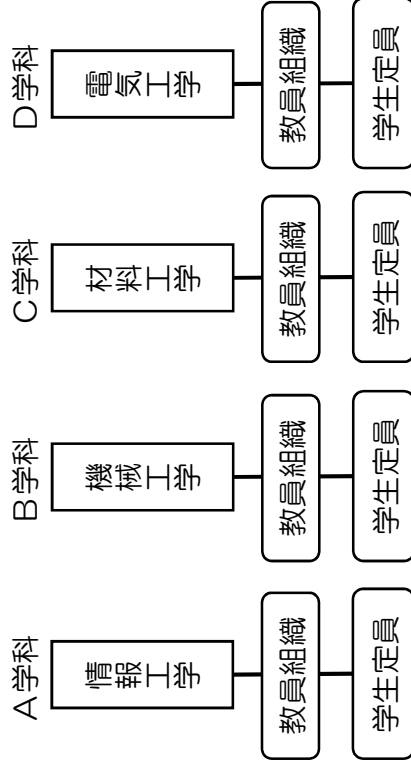 A学科
情報工学
教員組織
学生定員
B学科
機械工学
教員組織
学生定員
C学科
材料工学
教員組織
学生定員
D学科
電気工学
教員組織
学生定員